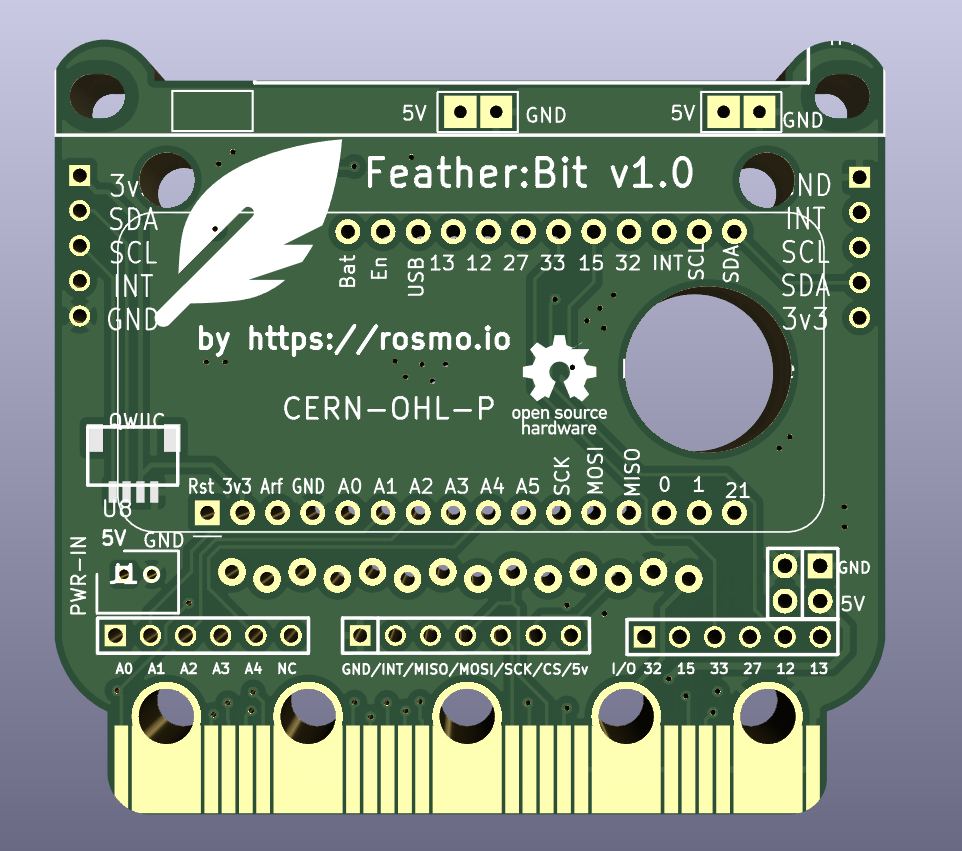 5V GND 5V GND
Feather:Bit v1.0
SDA
SCL
INT
GND
INT
SCL
SDA
3v3
Bat En USB 13 12 27 33 15 32 INT SCL SDA
by https://rosmo.io
CERN-OHL-P
open source
hardware
QWIIC
U8
Rst 3v3 Arf GND A0 A1 A2 A3 A4 A5 SCK MOSI MISO 0 1 21
5V GND
PWR-IN
GND
5V
A0 A1 A2 A3 A4 NC
GND/INT/MISO/MOSI/SCK/CS/5v
I/O 32 15 33 27 12 13